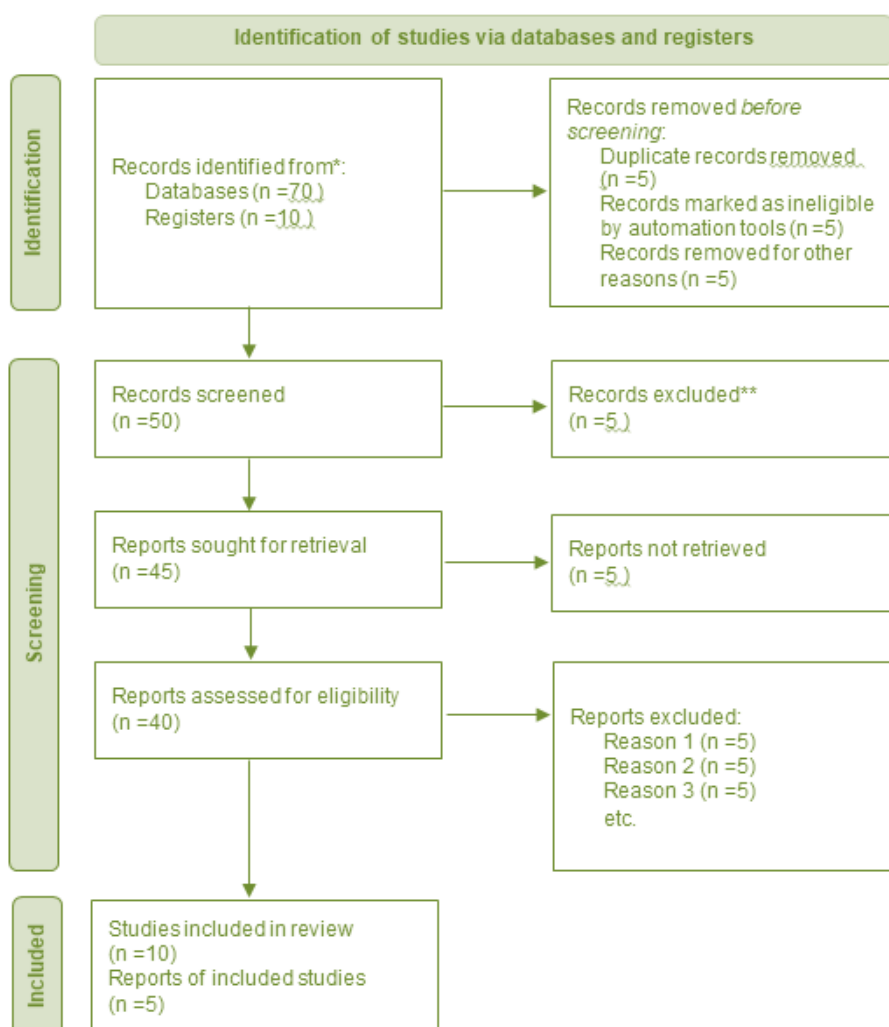 Identification of studies via databases and registers
Identification
Records identified from*:
Databases (n =70 )
Registers (n =10 )
Records removed before
screening:
Duplicate records removed
(n =5)
Records marked as ineligible
by automation tools (n =5)
Records removed for other
reasons (n =5)
Screening
Records screened
(n =50)
Records excluded**
(n =5 )
Reports sought for retrieval
(n =45)
Reports not retrieved
(n =5 )
Reports assessed for eligibility
(n =40)
Reports excluded:
Reason 1 (n =5)
Reason 2 (n =5)
Reason 3 (n =5)
etc.
Included
Studies included in review
(n =10)
Reports of included studies
(n =5)